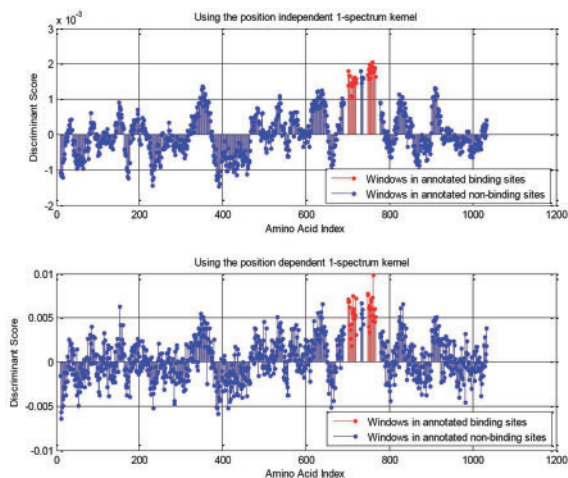 Using the position independent 1-spectrum kernel
x 10⁻³
3
2
1
0
-1
-2
Discriminant Score
Windows in annotated binding sites
Windows in annotated non-binding sites
0 200 400 600 800 1000 1200
Amino Acid Index
Using the position dependent 1-spectrum kernel
0.01
0.005
0
-0.005
-0.01
Discriminant Score
Windows in annotated binding sites
Windows in annotated non-binding sites
0 200 400 600 800 1000 1200
Amino Acid Index